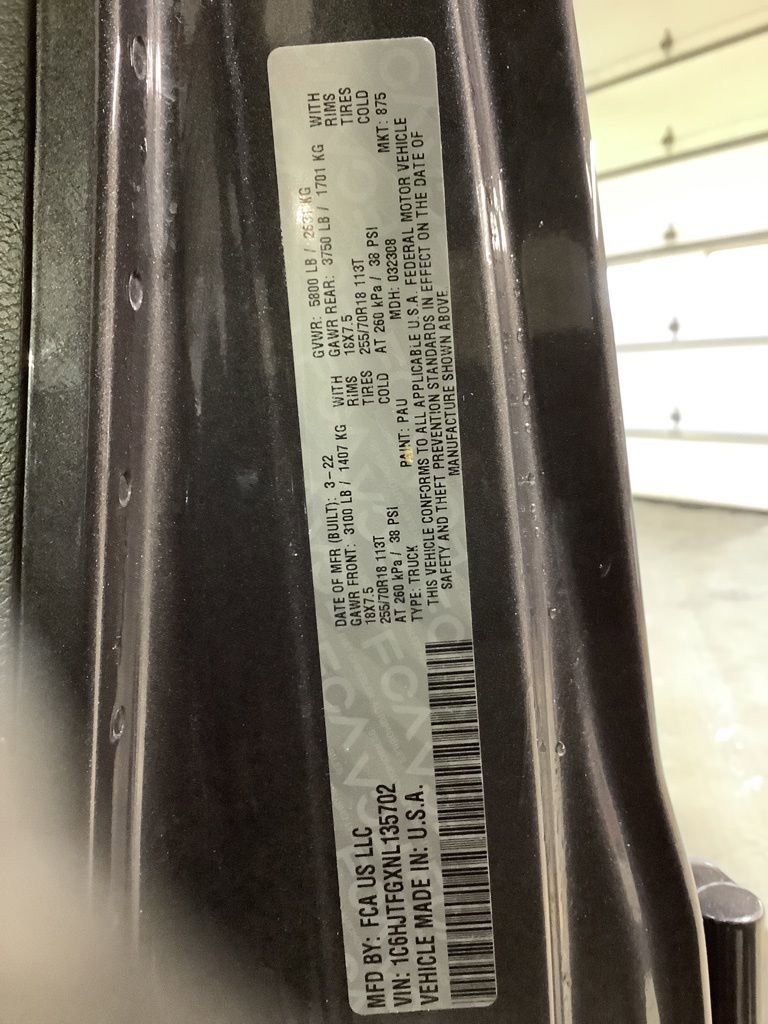 MFD BY: FCA US LLC
DATE OF MFR (BUILT): 3-22 GVWR: 5800 LB / 2631 KG
GAWR FRONT: 3100 LB / 1407 KG WITH GAWR REAR: 3750 LB / 1701 KG WITH
18X7.5 RIMS 18X7.5 RIMS
255/70R18 113T TIRES 255/70R18 113T TIRES
AT 260 kPa / 38 PSI COLD AT 260 kPa / 38 PSI COLD
VIN: 1C6HJTFGXNL135702
TYPE: TRUCK PAINT: PAU MDH: 032308 MKT: 875
VEHICLE MADE IN: U.S.A.
THIS VEHICLE CONFORMS TO ALL APPLICABLE U.S.A. FEDERAL MOTOR VEHICLE
SAFETY AND THEFT PREVENTION STANDARDS IN EFFECT ON THE DATE OF
MANUFACTURE SHOWN ABOVE.
FCA